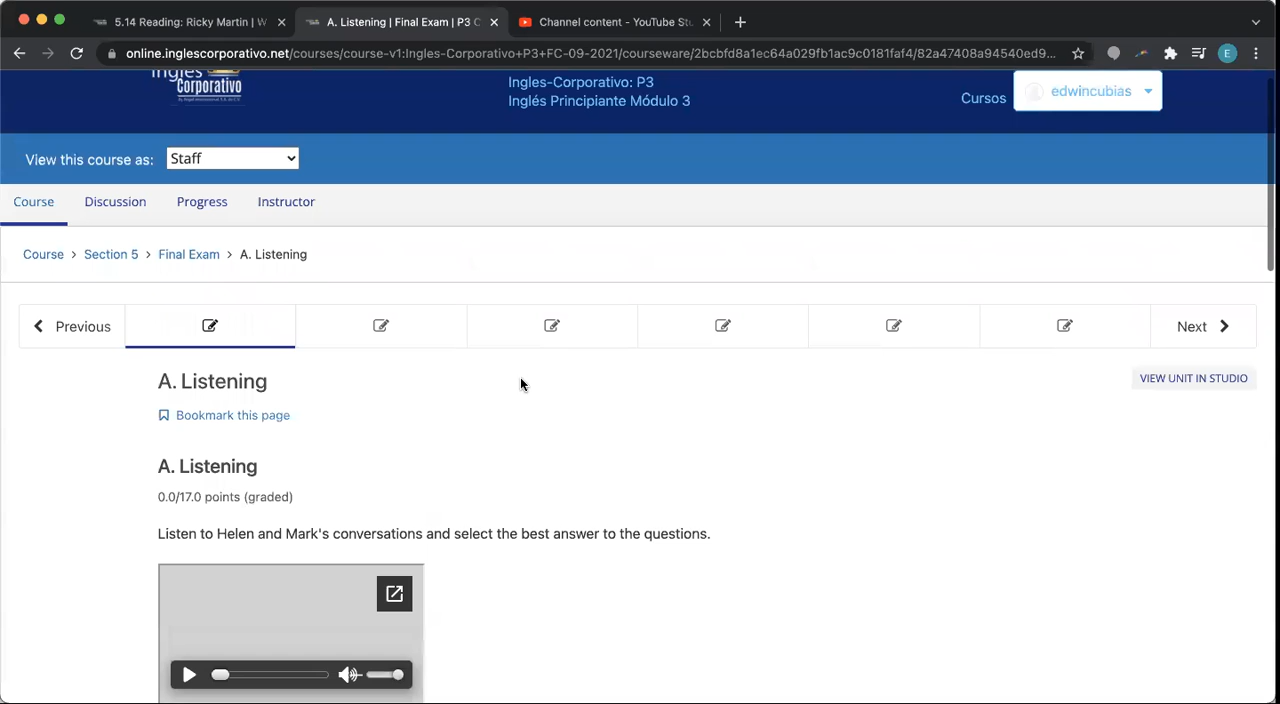 5.14 Reading: Ricky Martin | W
A. Listening | Final Exam | P3 C
Channel content - YouTube Stu
online.inglescorporativo.net/courses/course-v1:Ingles-Corporativo+P3+FC-09-2021/courseware/2bcbfd8a1ec64a029fb1ac9c0181faf4/82a47408a94540ed9...
E
Ingles
Corporativo
Ingles-Corporativo: P3
Inglés Principiante Módulo 3
Cursos
edwincubias
View this course as:
Staff
Course
Discussion
Progress
Instructor
Course > Section 5 > Final Exam > A. Listening
Previous
Next
A. Listening
VIEW UNIT IN STUDIO
Bookmark this page
A. Listening
0.0/17.0 points (graded)
Listen to Helen and Mark's conversations and select the best answer to the questions.